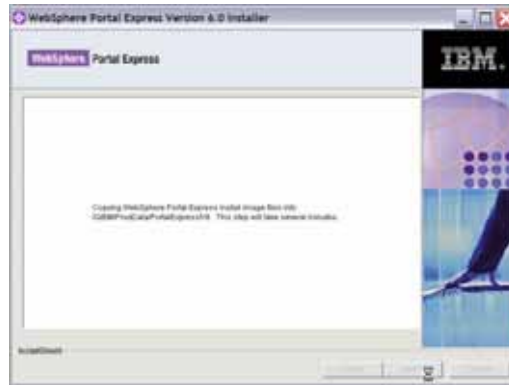 WebSphere Portal Express Version 6.0 Installer
WebSphere Portal Express
IBM.
Copying WebSphere Portal Express install image files into
This step will take several minutes.
InstallShield